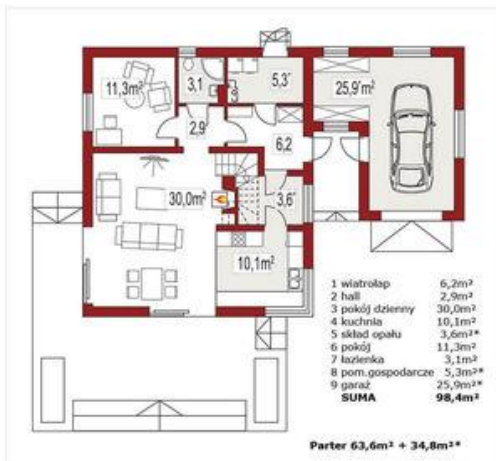 11,3m²
3,1
5,3
25,9 m²
2,9
6,2
30,0m²
3,6
10,1m²
1 wiatrołap 6,2m²
2 hall 2,9m²
3 pokój dzienny 30,0m²
4 kuchnia 10,1m²
5 skład opału 3,6m²*
6 pokój 11,3m²
7 łazienka 3,1m²
8 pom.gospodarcze 5,3m²*
9 garaż 25,9m²*
SUMA 98,4m²
Parter 63,6m² + 34,8m²*